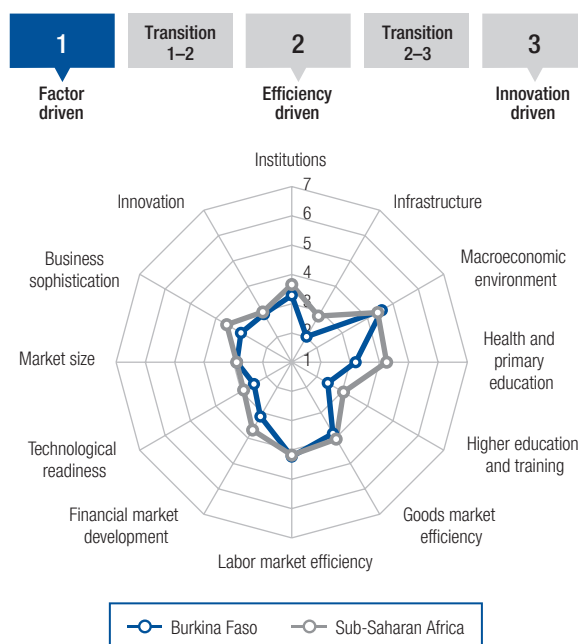 1
Transition
1–2
2
Transition
2–3
3
Factor
driven
Efficiency
driven
Innovation
driven
Institutions
Infrastructure
Macroeconomic
environment
Health and
primary
education
Higher education
and training
Goods market
efficiency
Labor market efficiency
Financial market
development
Technological
readiness
Market size
Business
sophistication
Innovation
7
6
5
4
3
2
1
Burkina Faso
Sub-Saharan Africa